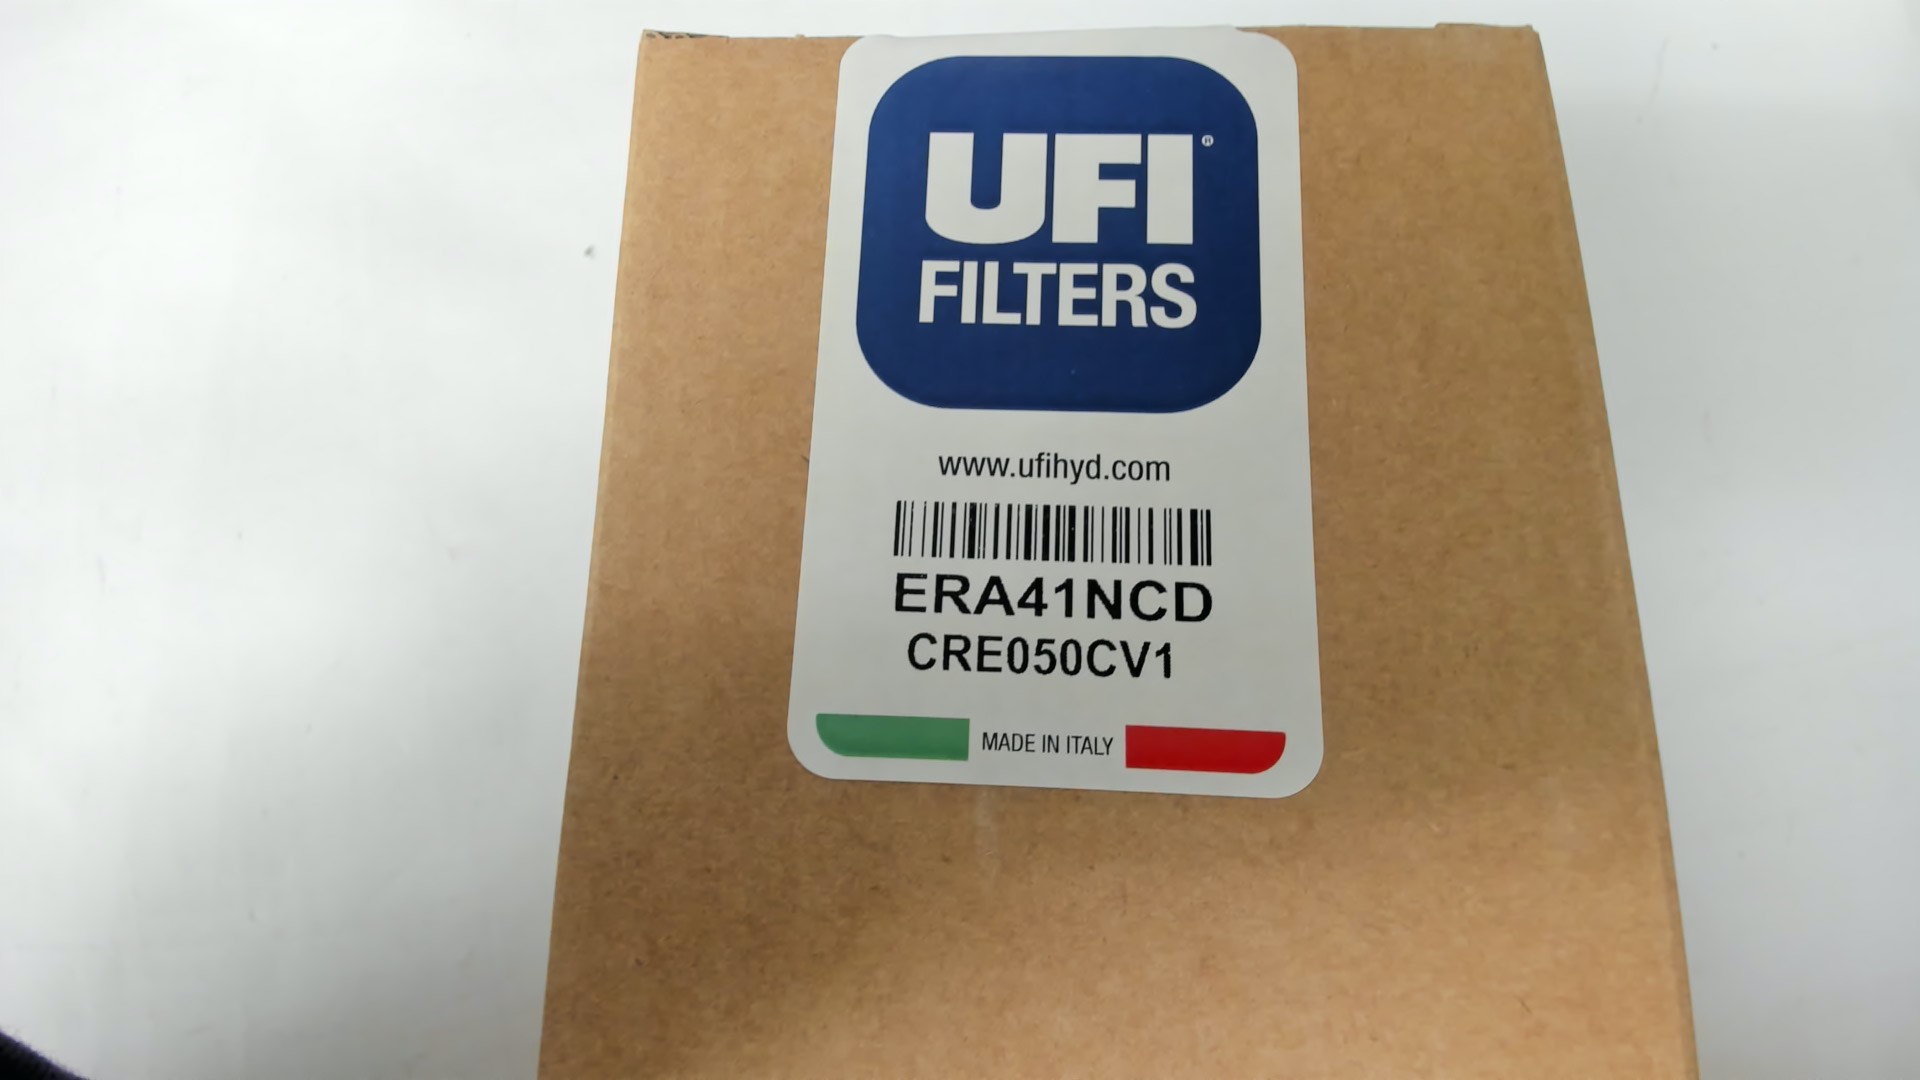 UFI®
FILTERS
www.ufihyd.com
ERA41NCD
CRE050CV1
MADE IN ITALY